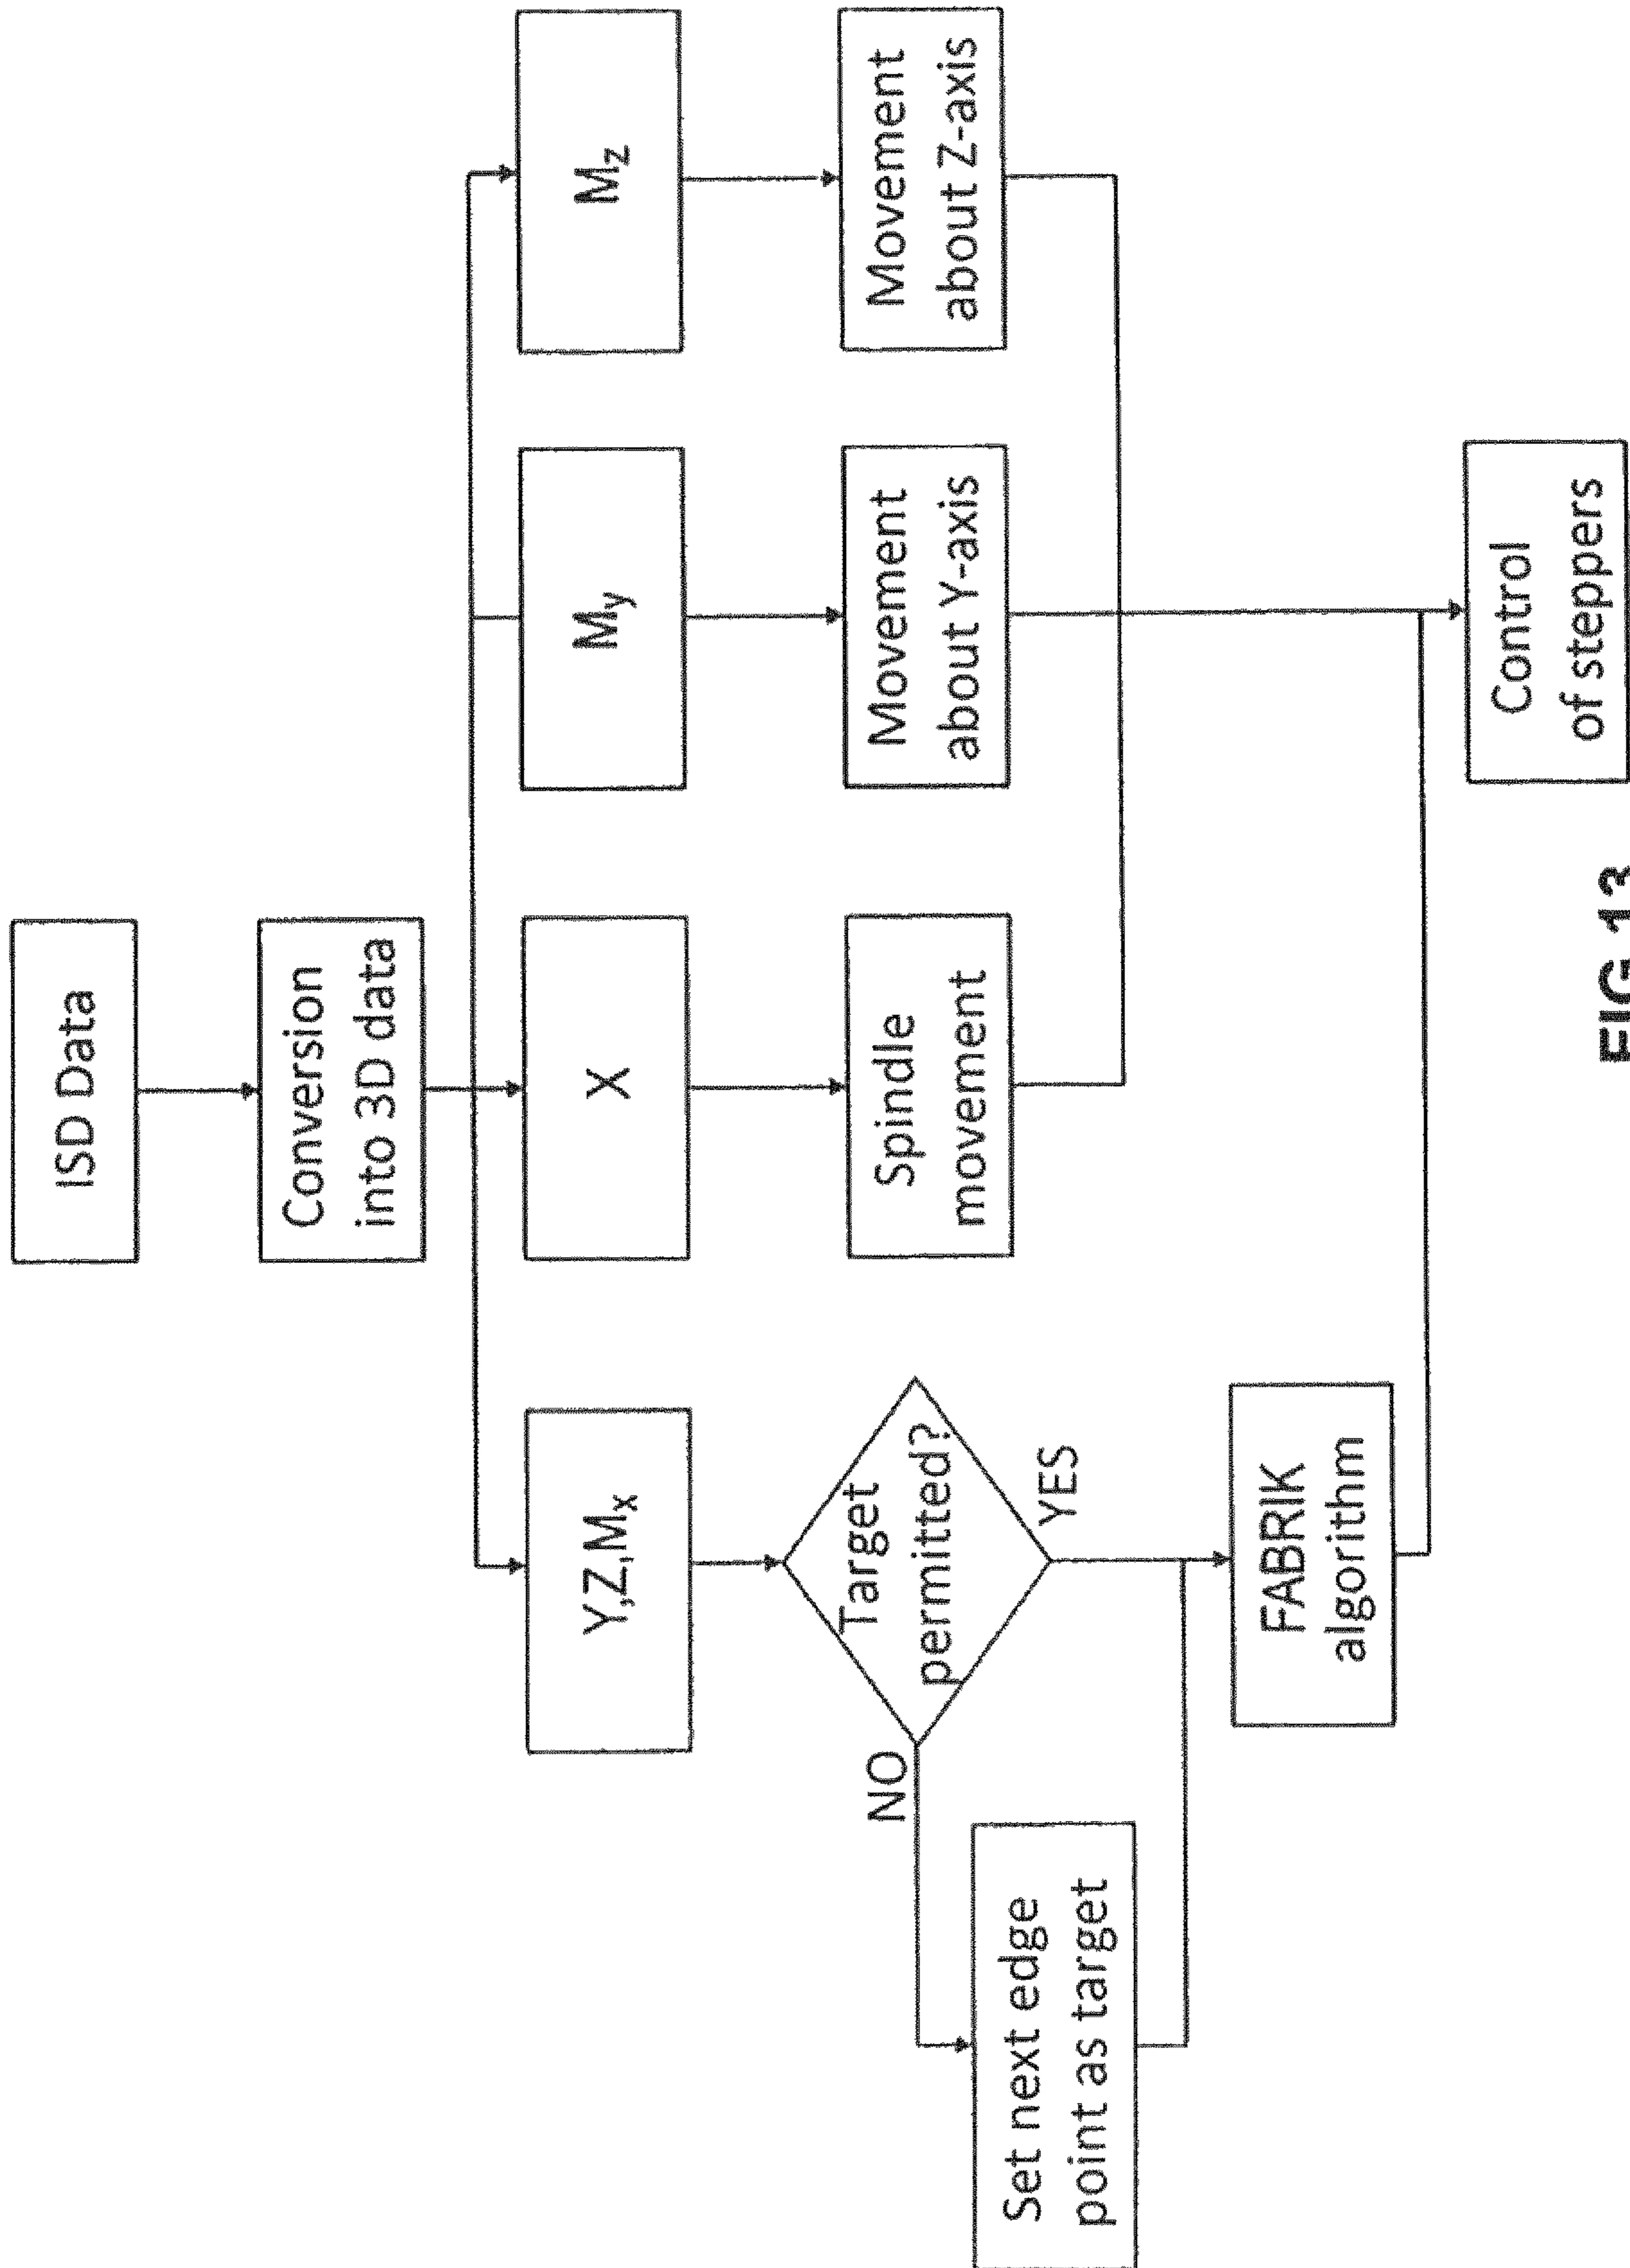 ISD Data
Conversion
into 3D data
Y,Z,Mx
X
My
Mz
Target
permitted?
NO
YES
Spindle
movement
Movement
about Y-axis
Movement
about Z-axis
Set next edge
point as target
FABRIK
algorithm
Control
of steppers
FIG 13